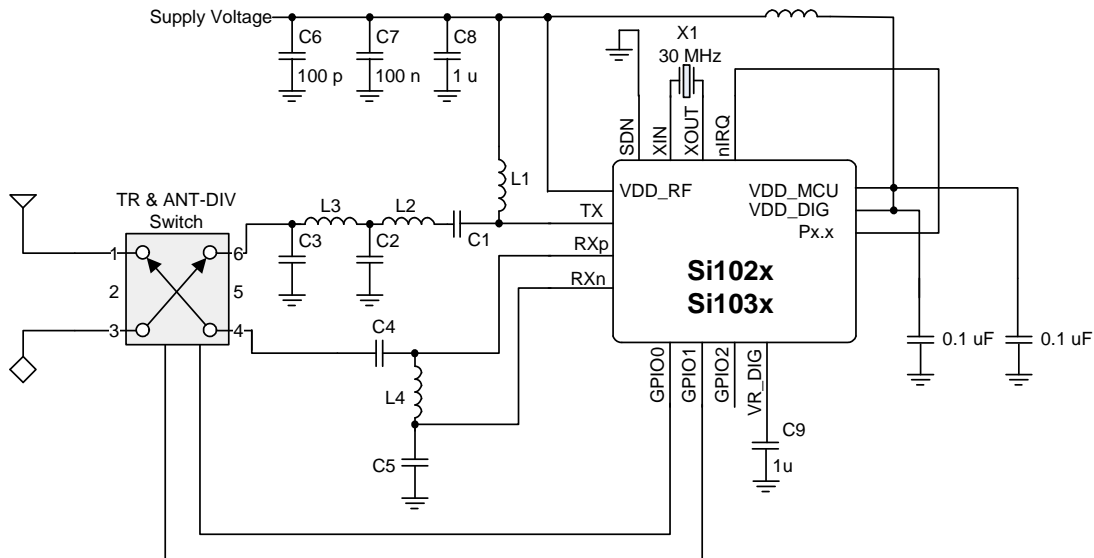 Supply Voltage
C6
C7
C8
100 p
100 n
1 u
X1
30 MHz
SDN
XIN
XOUT
nIRQ
L1
VDD_RF
VDD_MCU
VDD_DIG
Px.x
TX
RXp
RXn
TR & ANT-DIV
Switch
L3
L2
C3
C2
C1
1
6
2
5
3
4
Si102x
Si103x
C4
L4
C5
GPIO0
GPIO1
GPIO2
VR_DIG
0.1 uF
0.1 uF
C9
1u